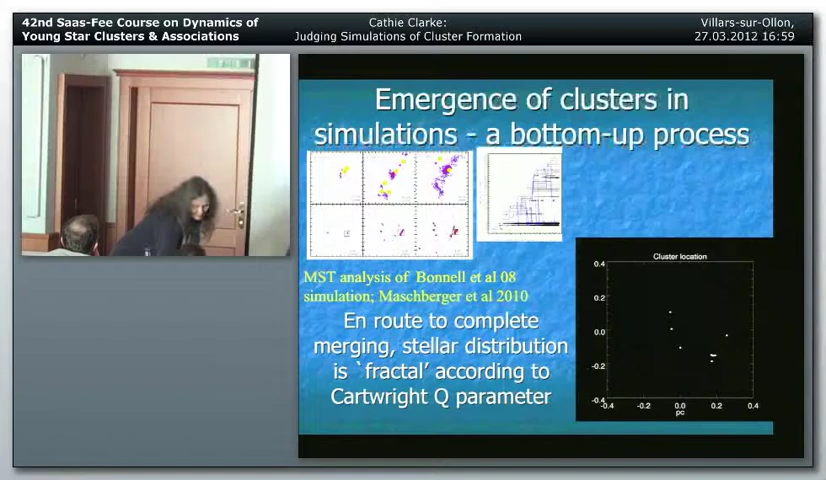 42nd Saas-Fee Course on Dynamics of
Young Star Clusters & Associations
Cathie Clarke:
Judging Simulations of Cluster Formation
Villars-sur-Ollon,
27.03.2012 16:59
Emergence of clusters in
simulations - a bottom-up process
MST analysis of Bonnell et al 08
simulation; Maschberger et al 2010
En route to complete
merging, stellar distribution
is `fractal' according to
Cartwright Q parameter
Cluster location
0.4
0.2
0.0
-0.2
-0.4
-0.4 -0.2 0.0 0.2 0.4
pc